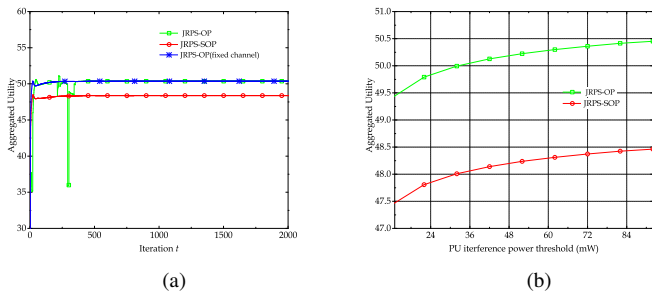 60
55
50
45
40
35
30
0
500
1000
1500
2000
Aggregated Utility
Iteration t
JRPS-OP
JRPS-SOP
JRPS-OP(fixed channel)
(a)
51.0
50.5
50.0
49.5
49.0
48.5
48.0
47.5
47.0
24
36
48
60
72
84
Aggregated Utility
PU iterference power threshold (mW)
JRPS-OP
JRPS-SOP
(b)